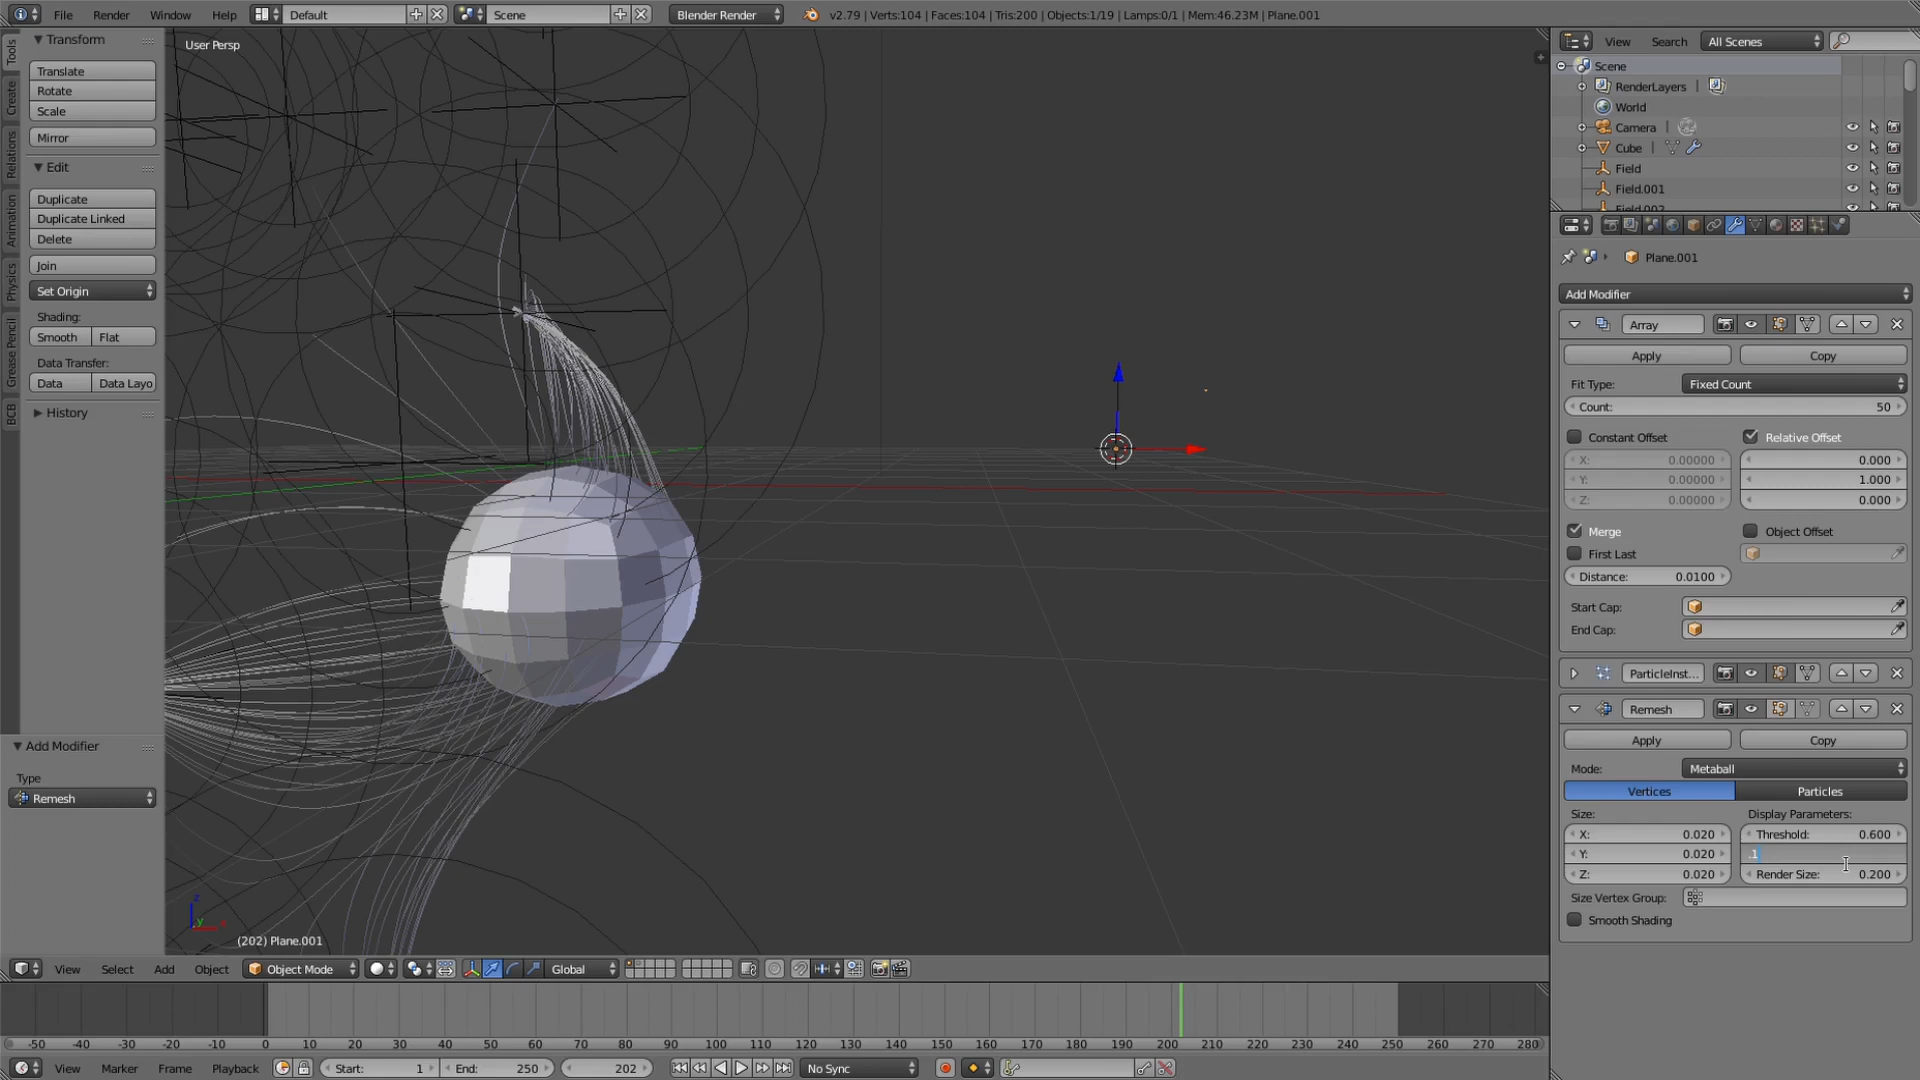 File Render Window Help Default Scene Blender Render v2.79 | Verts:104 | Faces:104 | Tris:200 | Objects:1/19 | Lamps:0/1 | Mem:46.23M | Plane.001
Tools
Create
Relations
Animation
Physics
Grease Pencil
BCB
Transform
Translate
Rotate
Scale
Mirror
Edit
Duplicate
Duplicate Linked
Delete
Join
Set Origin
Shading:
Smooth Flat
Data Transfer:
Data Data Layo
History
Add Modifier
Type
Remesh
User Persp
z
y
x
(202) Plane.001
View Search All Scenes
Scene
RenderLayers |
World
Camera |
Cube |
Field
Field.001
Field.002
Plane.001
Add Modifier
Array
Apply Copy
Fit Type: Fixed Count
Count: 50
Constant Offset Relative Offset
X: 0.00000 0.000
Y: 0.00000 1.000
Z: 0.00000 0.000
Merge Object Offset
First Last
Distance: 0.0100
Start Cap:
End Cap:
ParticleInst...
Remesh
Apply Copy
Mode: Metaball
Vertices Particles
Size: Display Parameters:
X: 0.020 Threshold: 0.600
Y: 0.020 .1
Z: 0.020 Render Size: 0.200
Size Vertex Group:
Smooth Shading
View Select Add Object Object Mode Global
-50 -40 -30 -20 -10 0 10 20 30 40 50 60 70 80 90 100 110 120 130 140 150 160 170 180 190 200 210 220 230 240 250 260 270 280
View Marker Frame Playback Start: 1 End: 250 202 No Sync